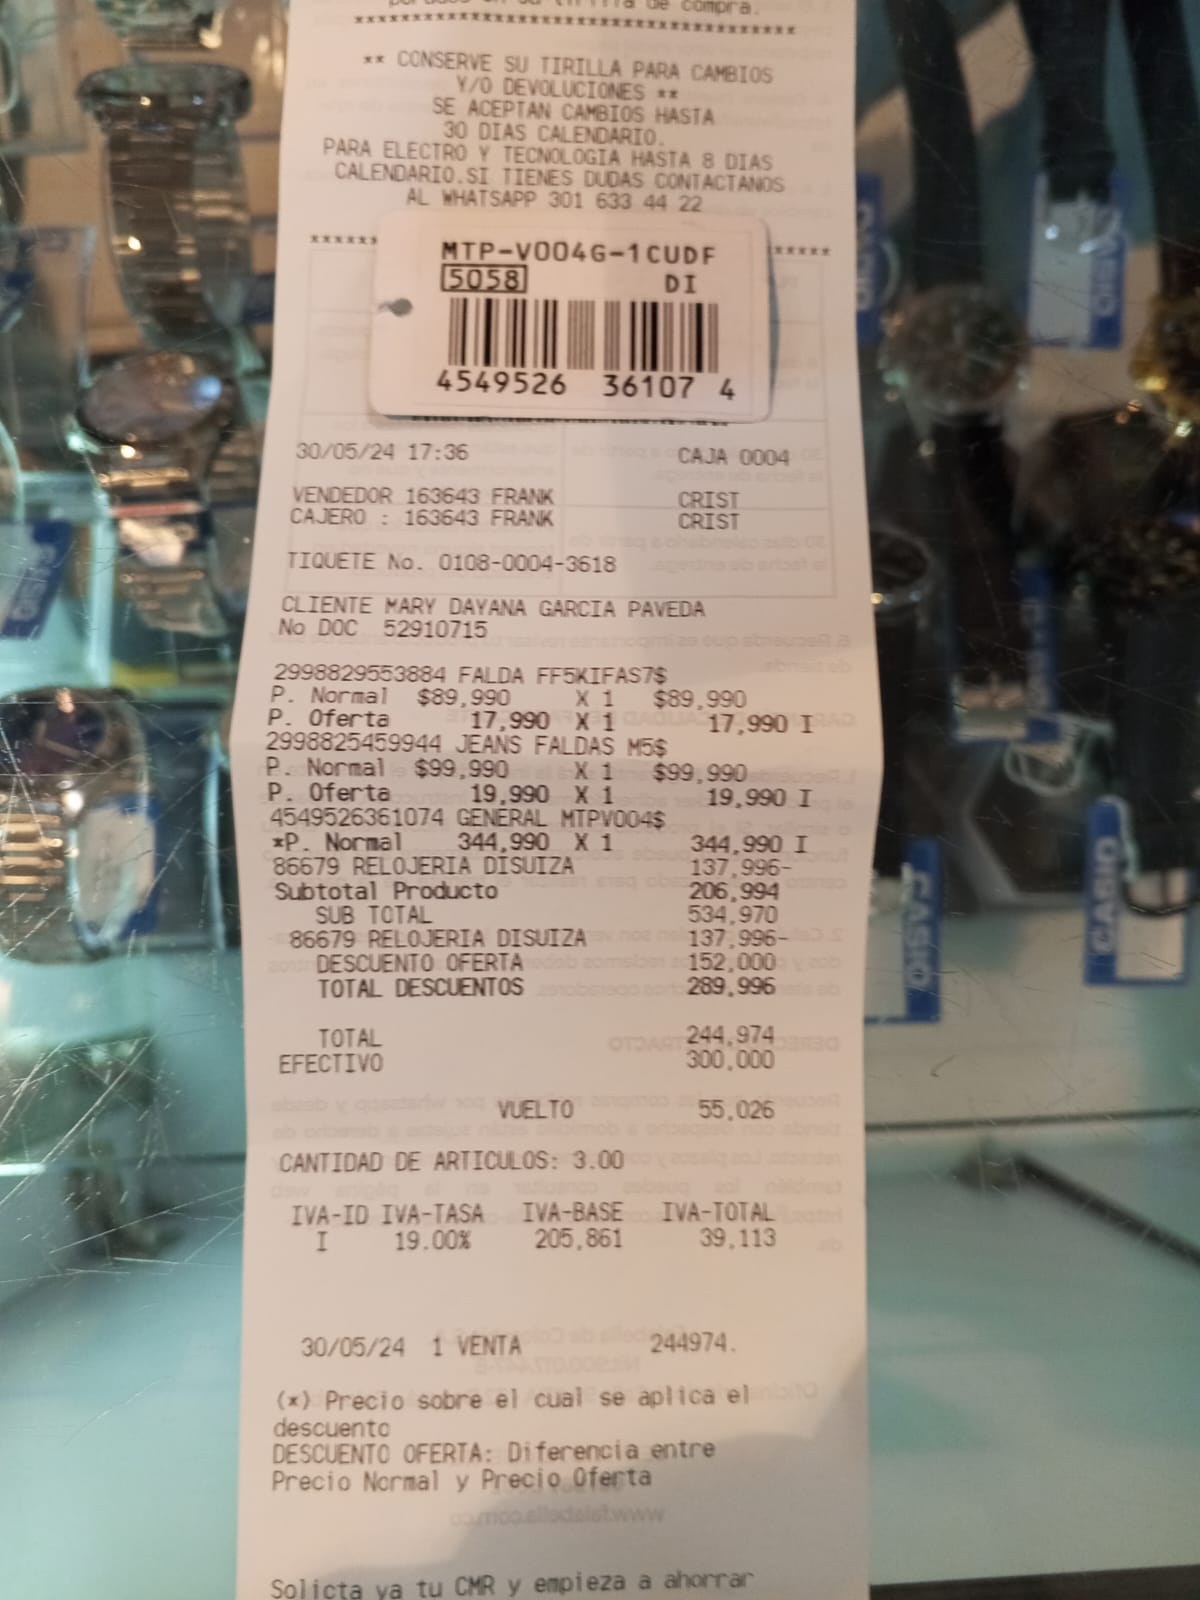 de compra.
************************************************
** CONSERVE SU TIRILLA PARA CAMBIOS
Y/O DEVOLUCIONES **
SE ACEPTAN CAMBIOS HASTA
30 DIAS CALENDARIO.
PARA ELECTRO Y TECNOLOGIA HASTA 8 DIAS
CALENDARIO.SI TIENES DUDAS CONTACTANOS
AL WHATSAPP 301 633 44 22
MTP-V004G-1CUDF
5058 DI
4549526 36107 4
30/05/24 17:36 CAJA 0004
VENDEDOR 163643 FRANK CRIST
CAJERO : 163643 FRANK CRIST
TIQUETE No. 0108-0004-3618
CLIENTE MARY DAYANA GARCIA PAVEDA
No DOC 52910715
2998829553884 FALDA FF5KIFAS7$
P. Normal $89,990 X 1 $89,990
P. Oferta 17,990 X 1 17,990 I
2998825459944 JEANS FALDAS M5$
P. Normal $99,990 X 1 $99,990
P. Oferta 19,990 X 1 19,990 I
4549526361074 GENERAL MTPV004$
*P. Normal 344,990 X 1 344,990 I
86679 RELOJERIA DISUIZA 137,996-
Subtotal Producto 206,994
SUB TOTAL 534,970
86679 RELOJERIA DISUIZA 137,996-
DESCUENTO OFERTA 152,000
TOTAL DESCUENTOS 289,996
TOTAL 244,974
EFECTIVO 300,000
VUELTO 55,026
CANTIDAD DE ARTICULOS: 3.00
IVA-ID IVA-TASA IVA-BASE IVA-TOTAL
I 19.00% 205,861 39,113
30/05/24 1 VENTA 244974.
(*) Precio sobre el cual se aplica el
descuento
DESCUENTO OFERTA: Diferencia entre
Precio Normal y Precio Oferta
Solicta ya tu CMR y empieza a ahorrar
CASIO
CASIO
CASIO
CASIO